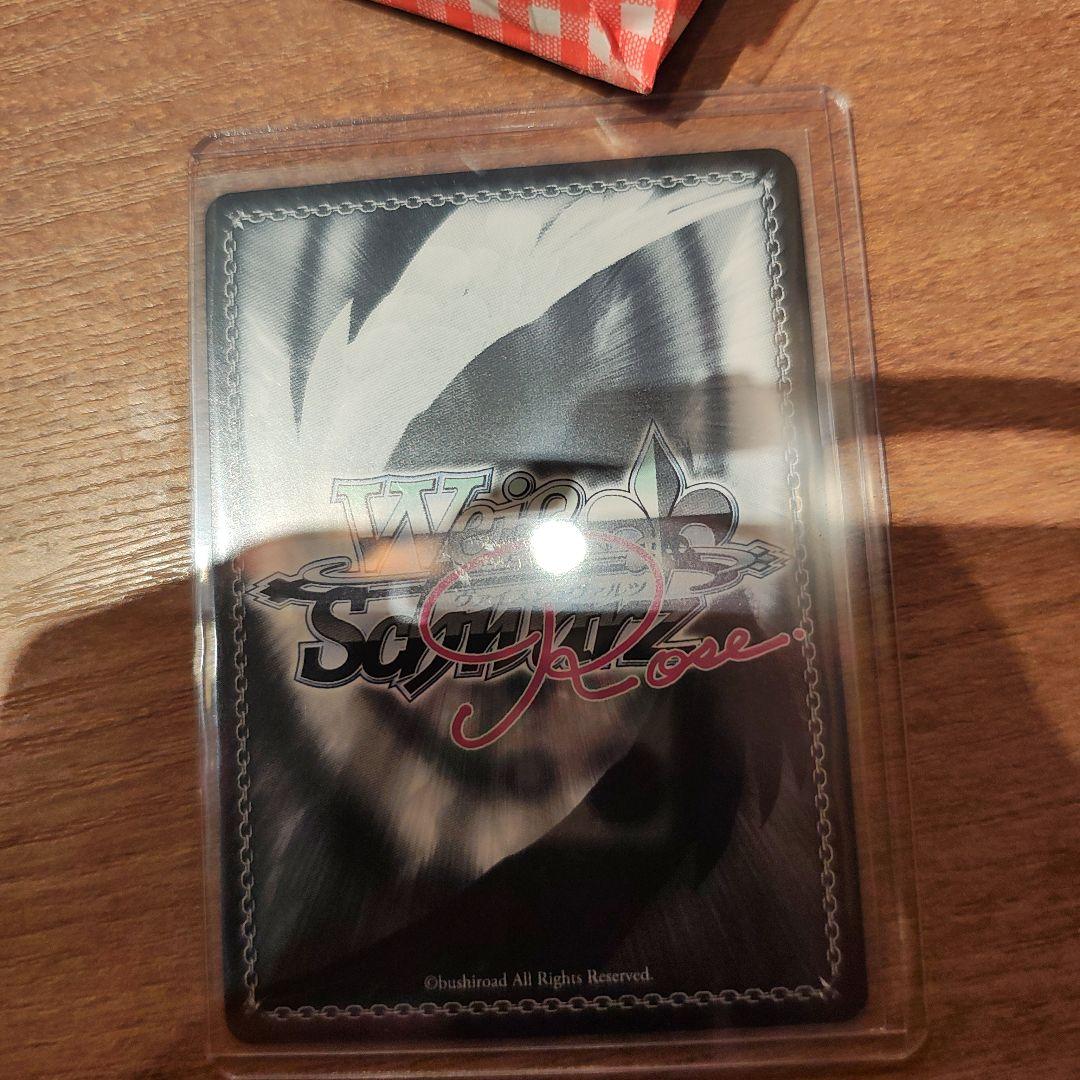 Weiß
ヴァイスシュヴァルツ
Schwarz
Rose.
©bushiroad All Rights Reserved.